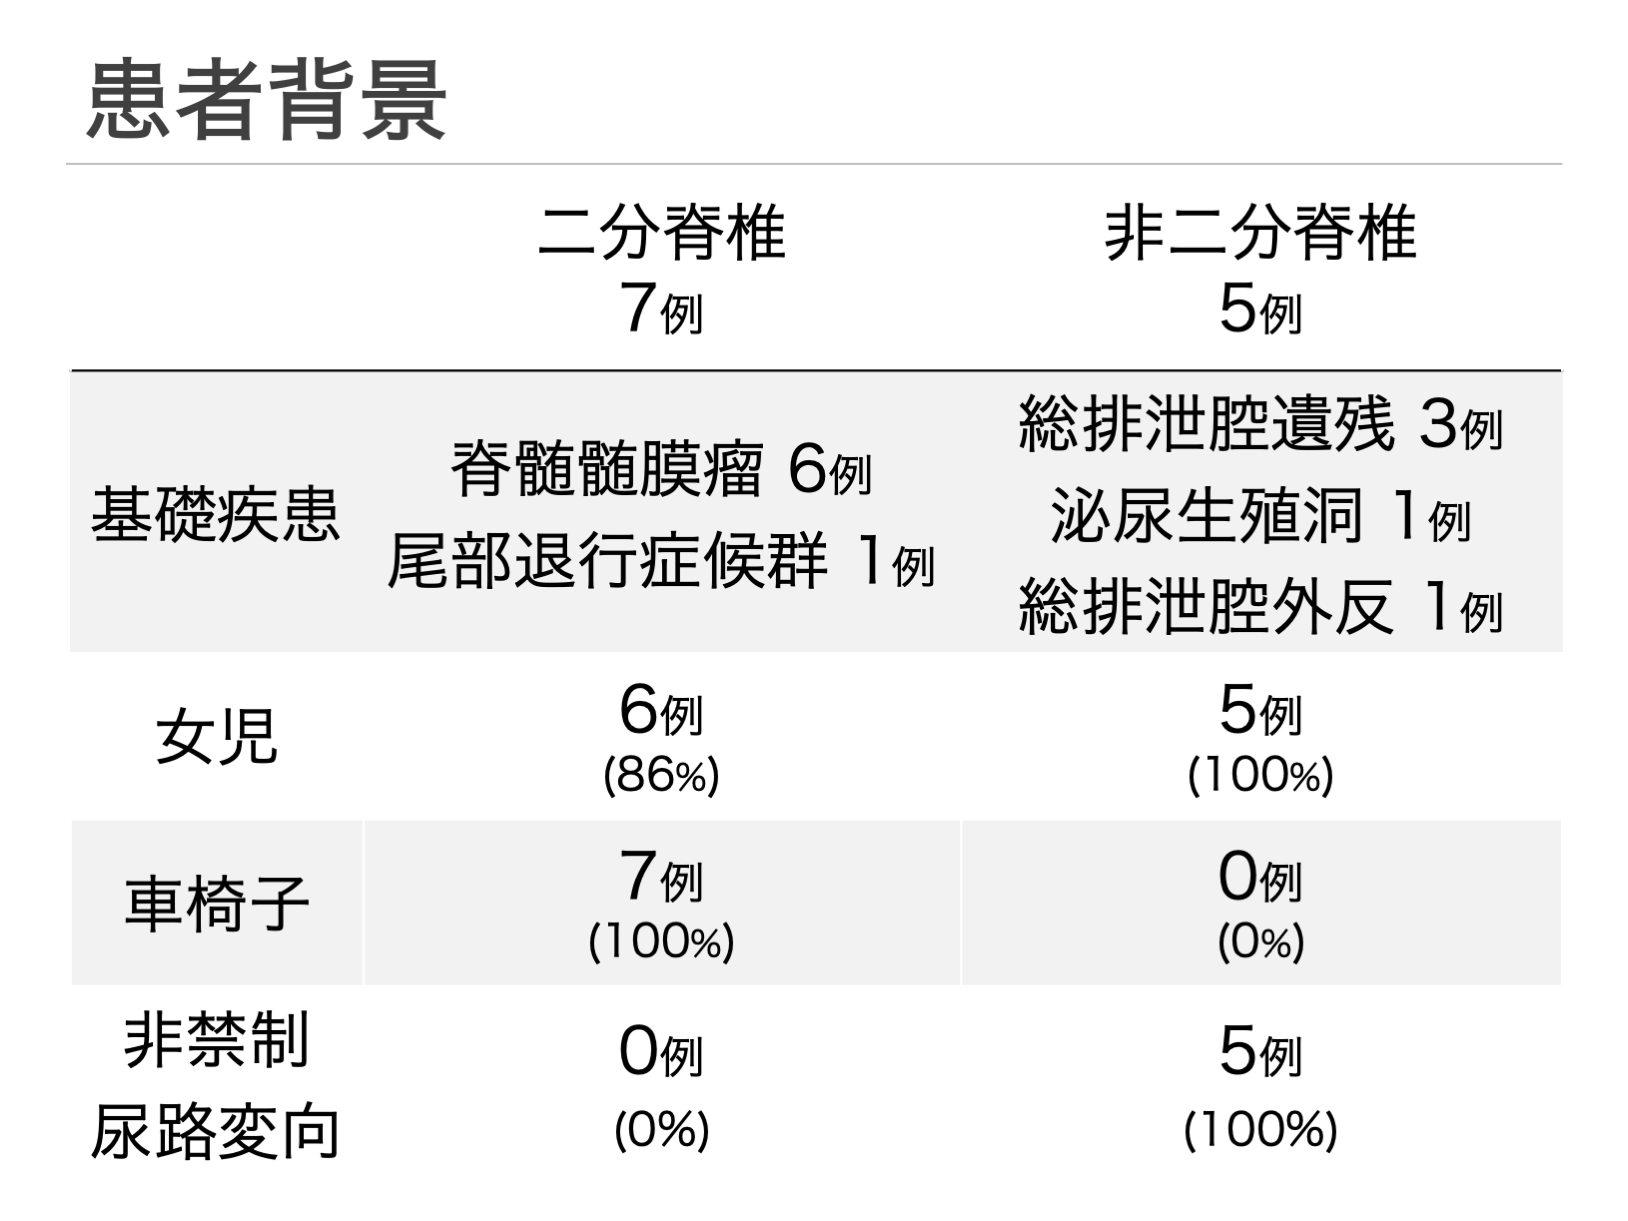 患者背景
二分脊椎
7例
非二分脊椎
5例
基礎疾患
脊髄髄膜瘤 6例
尾部退行症候群 1例
総排泄腔遺残 3例
泌尿生殖洞 1例
総排泄腔外反 1例
女児
6例
(86%)
5例
(100%)
車椅子
7例
(100%)
0例
(0%)
非禁制
尿路変向
0例
(0%)
5例
(100%)